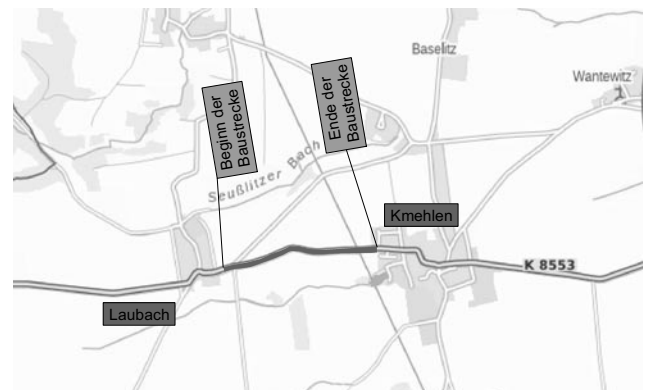 Baselitz
Wantewitz
Beginn der
Baustrecke
Ende der
Baustrecke
Seußlitzer Bach
Kmehlen
K 8553
Laubach